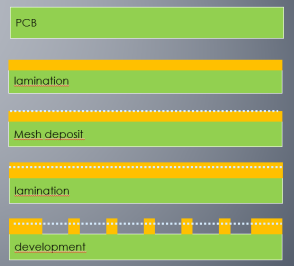 PCB
lamination
Mesh deposit
lamination
development